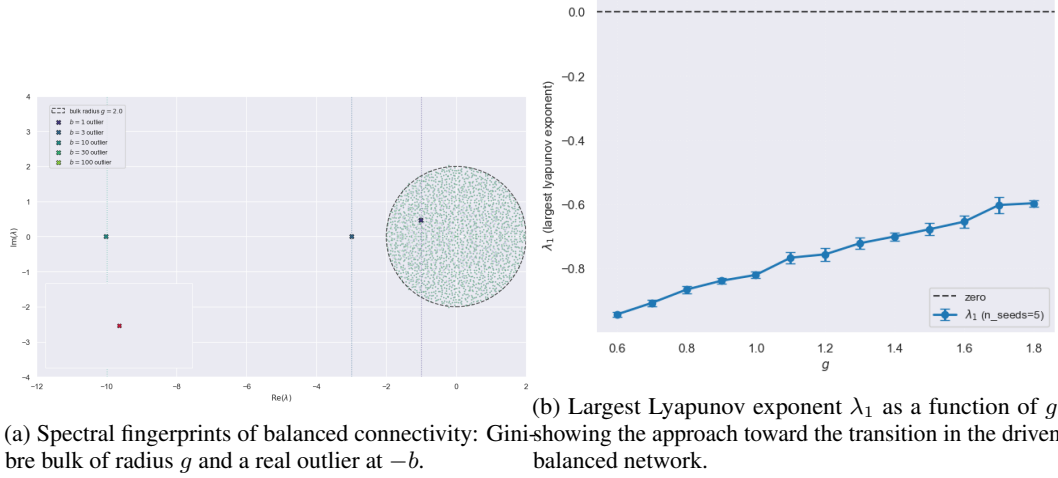 bulk radius g = 2.0
b = 1 outlier
b = 3 outlier
b = 10 outlier
b = 30 outlier
b = 100 outlier
4
3
2
1
0
−1
−2
−3
−4
Im(λ)
−12
−10
−8
−6
−4
−2
0
2
Re(λ)
(a) Spectral fingerprints of balanced connectivity: Gini-
bre bulk of radius g and a real outlier at −b.
0.0
−0.2
−0.4
−0.6
−0.8
λ₁ (largest lyapunov exponent)
zero
λ₁ (n_seeds=5)
0.6
0.8
1.0
1.2
1.4
1.6
1.8
g
(b) Largest Lyapunov exponent λ₁ as a function of g
showing the approach toward the transition in the driven
balanced network.